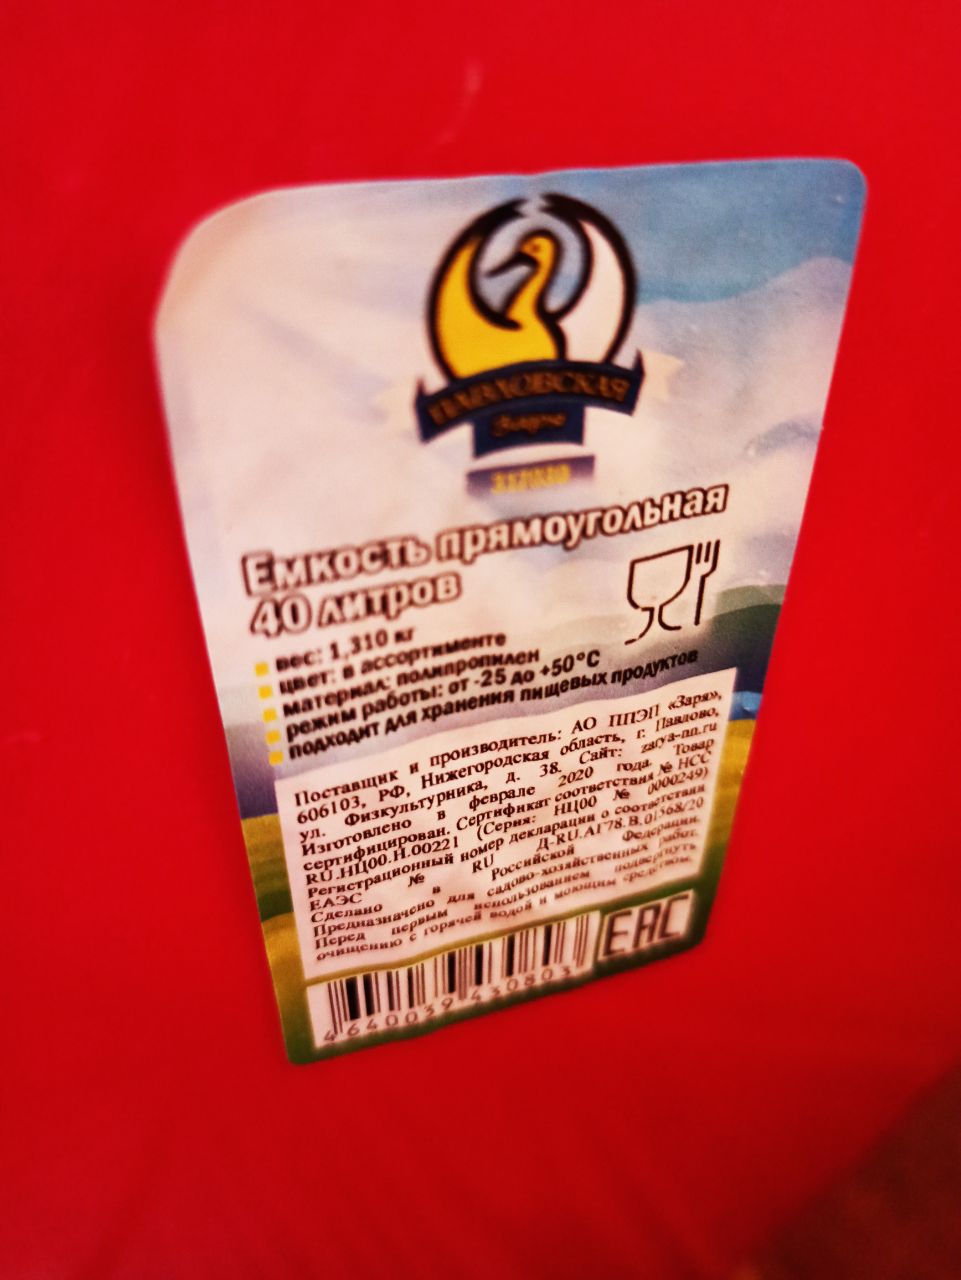 ПАВЛОВСКАЯ
Заря
Емкость прямоугольная
40 литров
вес: 1,310 кг
цвет: в ассортименте
материал: полипропилен
режим работы: от -25 до +50°C
подходит для хранения пищевых продуктов
Поставщик и производитель: АО ППЭП «Заря»,
606103, РФ, Нижегородская область, г. Павлово,
ул. Физкультурника, д. 38. Сайт: zarya-nn.ru
Изготовлено в феврале 2020 года. Товар
сертифицирован. Сертификат соответствия № НСС
RU.НЦ00.Н.00221 (Серия: НЦ00 № 0000249)
Регистрационный номер декларации о соответствии
ЕАЭС № RU Д-RU.АГ78.В.01568/20
Сделано в Российской Федерации.
Предназначено для садово-хозяйственных работ.
Перед первым использованием подвергнуть
очищению с горячей водой и моющим средством.
EAC
4640039430803